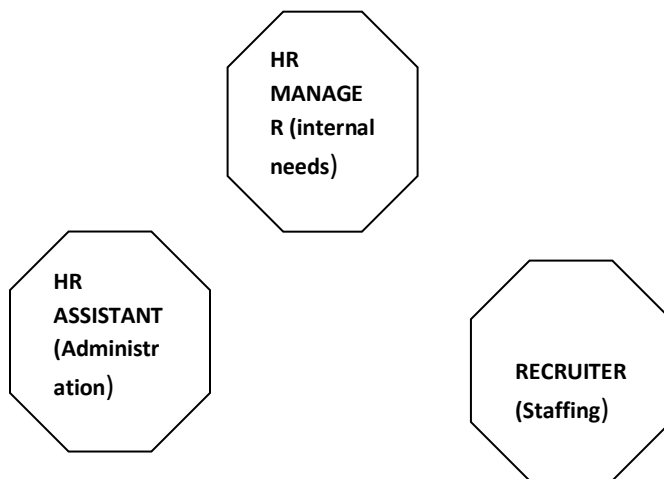 HR
MANAGE
R (internal
needs)
HR
ASSISTANT
(Administr
ation)
RECRUITER
(Staffing)